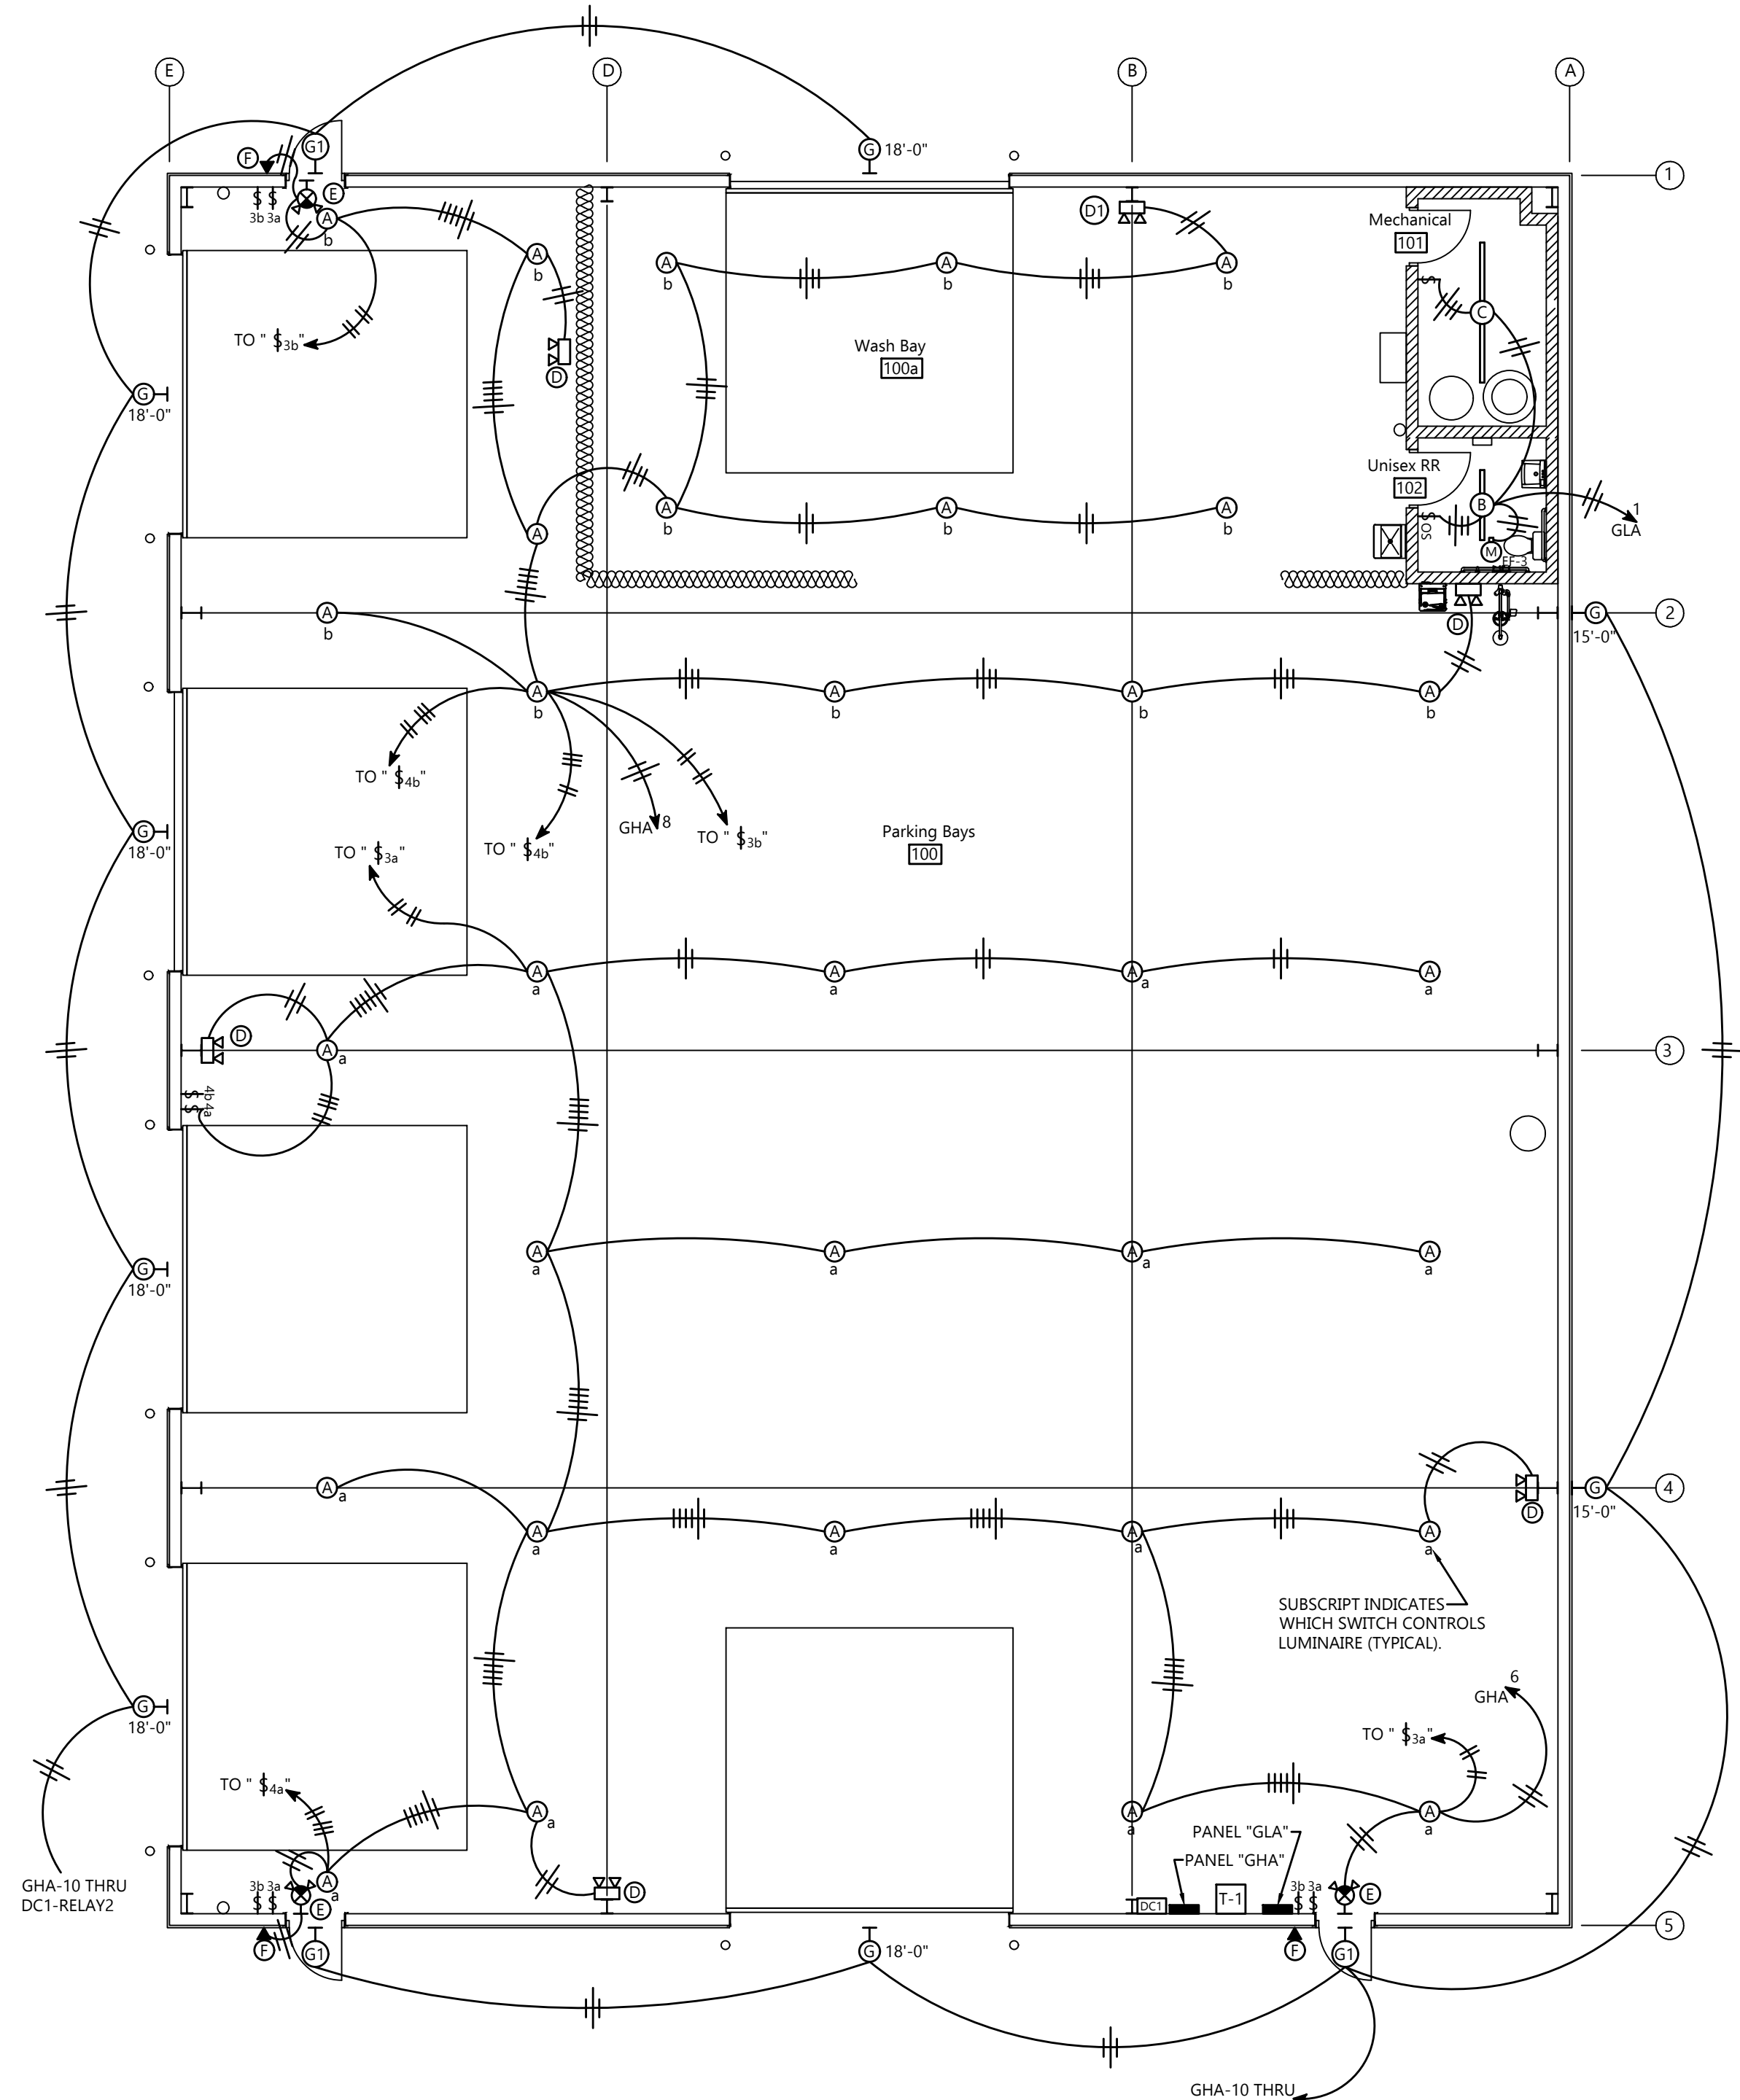 E
D
B
A
G1
G 18'-0"
1
F
E
3b 3a
A
b
D1
Mechanical
101
A
b
A
b
A
b
A
b
C
TO " $3b"
Wash Bay
100a
D
G
18'-0"
Unisex RR
102
A
A
b
A
b
A
b
B
SOS
1
GLA
M
EF-3
A
b
D
G
15'-0"
2
A
b
A
b
A
b
A
b
TO " $4b"
GHA 8
TO " $3b"
TO " $4b"
TO " $3a"
Parking Bays
100
G
18'-0"
A
a
A
a
A
a
A
a
D
A
a
3
4b 4a
A
a
A
a
A
a
A
a
G
18'-0"
A
a
G
15'-0"
4
D
A
a
A
a
A
a
A
a
SUBSCRIPT INDICATES
WHICH SWITCH CONTROLS
LUMINAIRE (TYPICAL).
6
GHA
G
18'-0"
TO " $3a"
TO " $4a"
A
a
A
a
A
a
PANEL "GLA"
PANEL "GHA"
GHA-10 THRU
DC1-RELAY2
A
a
3b 3a
E
D
DC1
T-1
3b 3a
E
5
F
G1
G 18'-0"
F
G1
GHA-10 THRU